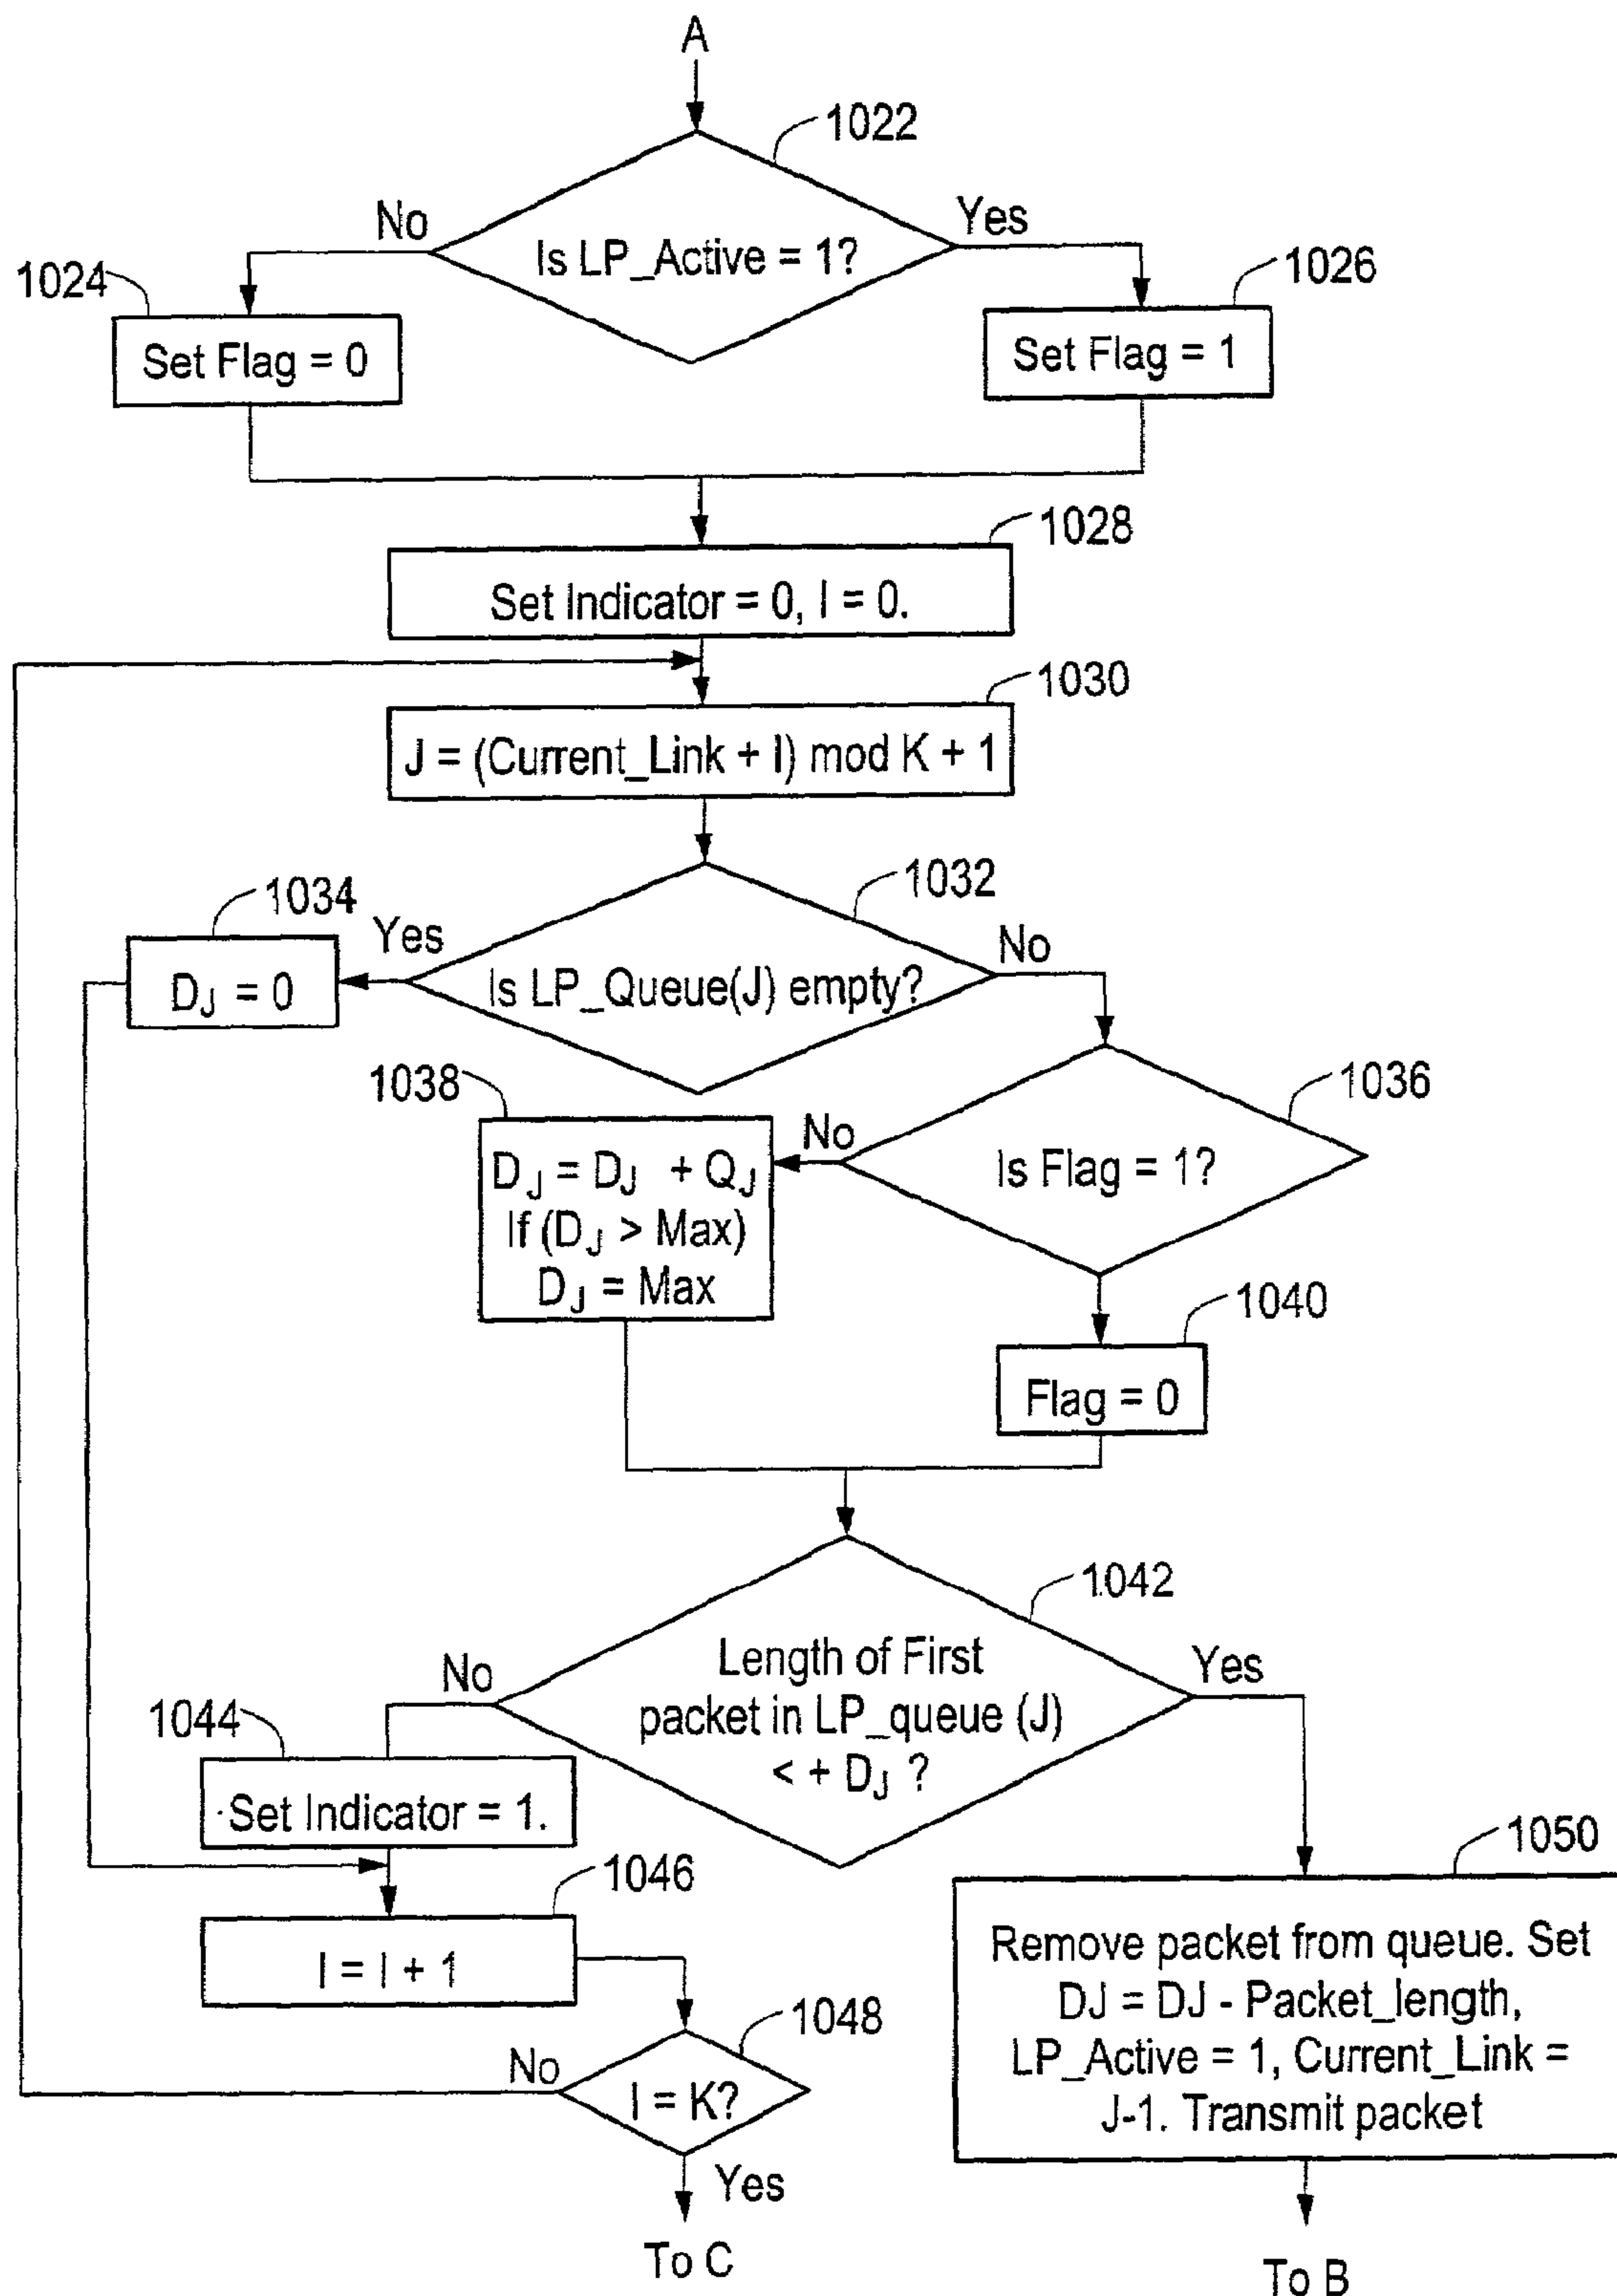 A
1022
No
Yes
Is LP_Active = 1?
1024
1026
Set Flag = 0
Set Flag = 1
1028
Set Indicator = 0, I = 0.
1030
J = (Current_Link + I) mod K + 1
1032
1034
Yes
No
Is LP_Queue(J) empty?
DJ = 0
1036
1038
No
Is Flag = 1?
DJ = DJ + QJ
If (DJ > Max)
DJ = Max
1040
Flag = 0
1042
No
Yes
Length of First
packet in LP_queue (J)
< + DJ ?
1044
Set Indicator = 1.
1046
I = I + 1
1050
Remove packet from queue. Set
DJ = DJ - Packet_length,
LP_Active = 1, Current_Link =
J-1. Transmit packet
1048
No
I = K?
Yes
To C
To B